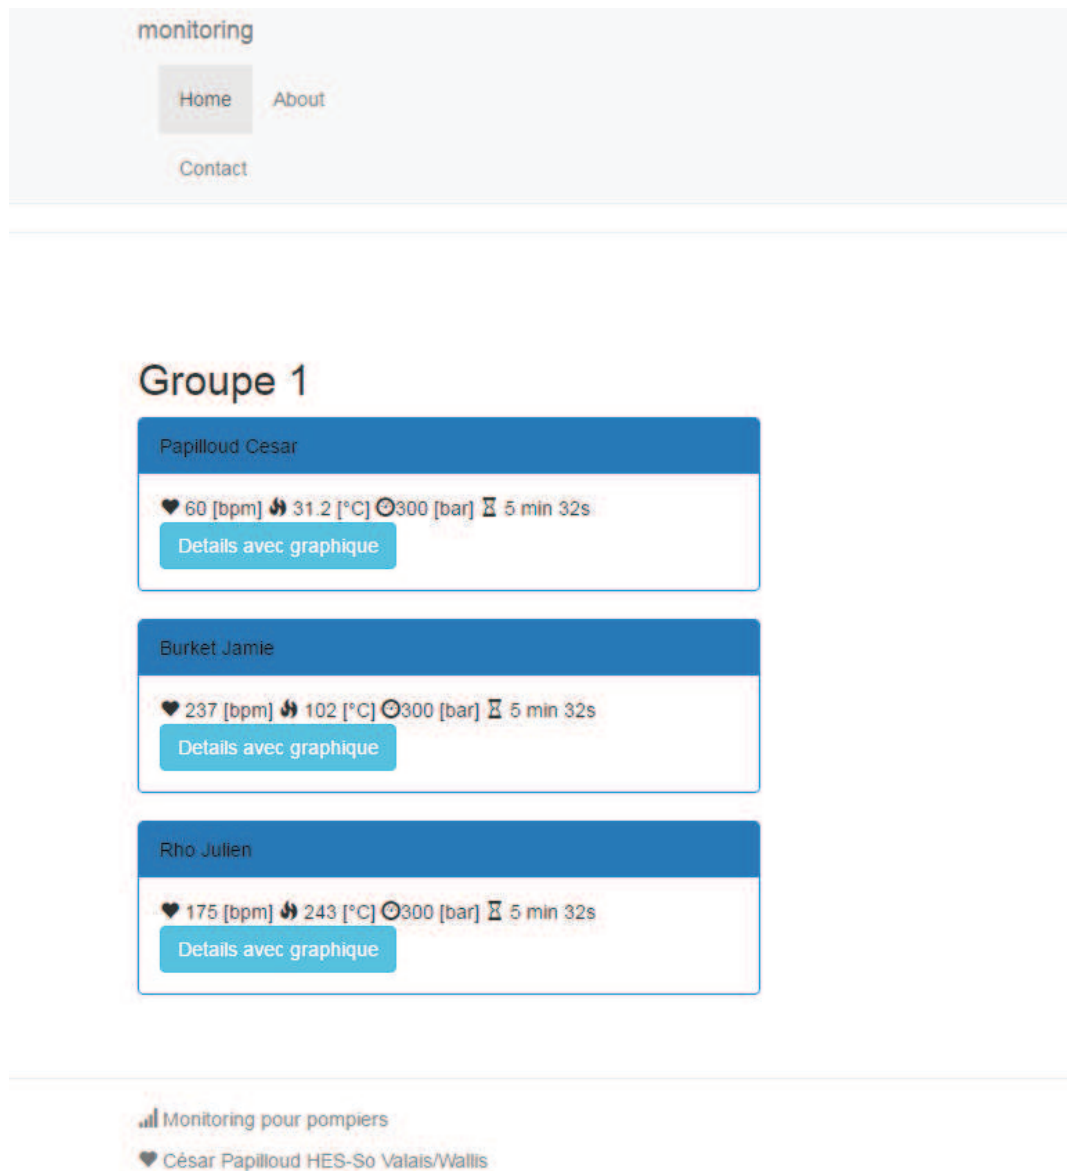 monitoring
Home About
Contact
Groupe 1
Papilloud Cesar
60 [bpm] 31.2 [°C] 300 [bar] 5 min 32s
Details avec graphique
Burket Jamie
237 [bpm] 102 [°C] 300 [bar] 5 min 32s
Details avec graphique
Rho Julien
175 [bpm] 243 [°C] 300 [bar] 5 min 32s
Details avec graphique
Monitoring pour pompiers
César Papilloud HES-So Valais/Wallis